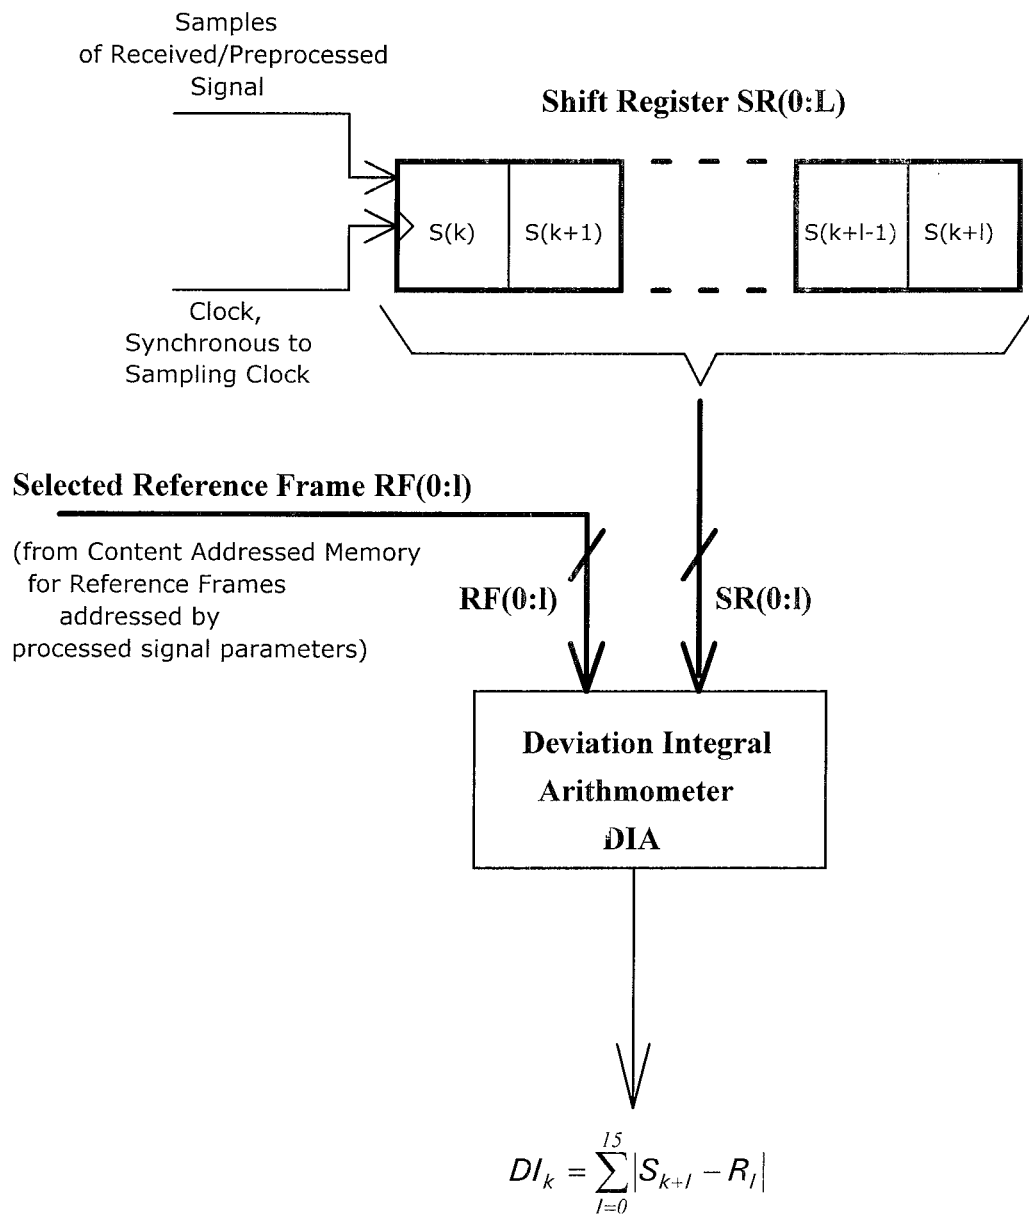 Samples
of Received/Preprocessed
Signal
Shift Register SR(0:L)
S(k)
S(k+1)
S(k+l-1)
S(k+l)
Clock,
Synchronous to
Sampling Clock
Selected Reference Frame RF(0:l)
(from Content Addressed Memory
for Reference Frames
addressed by
processed signal parameters)
RF(0:l)
SR(0:l)
Deviation Integral
Arithmometer
DIA
DI_k = \sum_{l=0}^{15} |S_{k+l} - R_l|